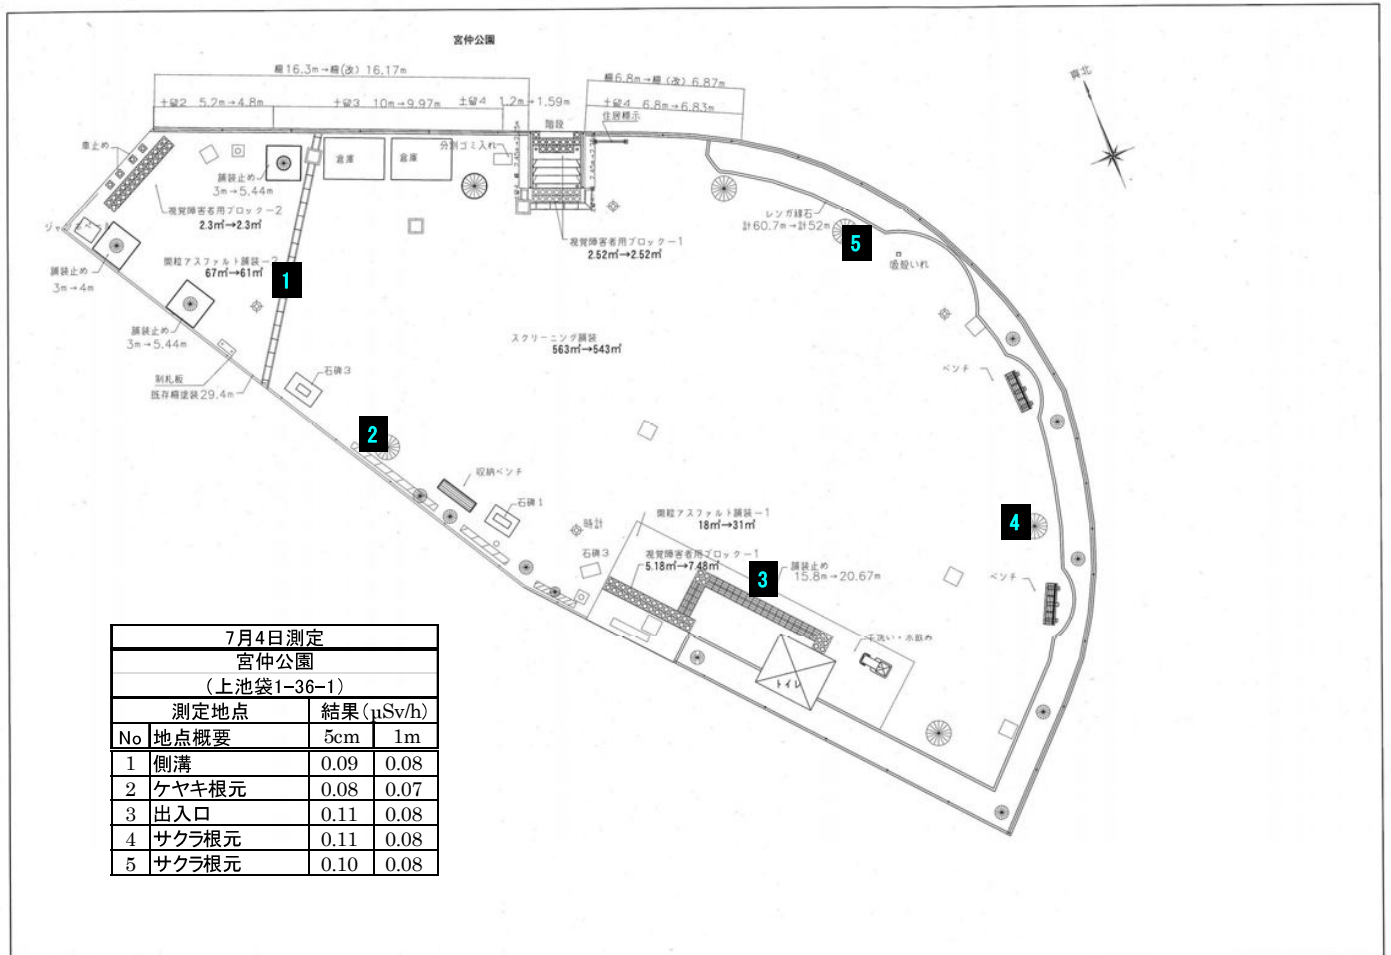 宮仲公園
柵16.3m→柵(改) 16.17m
柵6.8m→柵(改) 6.87m
真北
土留2 5.2m→4.8m
土留3 10m→9.97m
土留4 1.2m→1.59m
土留4 6.8m→6.83m
住居標示
階段
車止め
分別ゴミ入れ
倉庫
倉庫
舗装止め
3m→5.44m
視覚障害者用ブロック-2
2.3㎡→2.3㎡
レンガ縁石
計60.7m→計52m
5
視覚障害者用ブロック-1
2.52㎡→2.52㎡
吸殻いれ
開粒アスファルト舗装-2
67㎡→61㎡
1
舗装止め
3m→4m
舗装止め
3m→5.44m
スクリーニング舗装
563㎡→543㎡
制札板
既存柵塗装29.4m
石碑3
ベンチ
2
収納ベンチ
石碑1
時計
石碑3
開粒アスファルト舗装-1
18㎡→31㎡
4
視覚障害者用ブロック-1
5.18㎡→7.48㎡
3
舗装止め
15.8m→20.67m
ベンチ
手洗い・水飲み
トイレ
7月4日測定
宮仲公園
(上池袋1-36-1)
測定地点 結果(μSv/h)
No 地点概要 5cm 1m
1 側溝 0.09 0.08
2 ケヤキ根元 0.08 0.07
3 出入口 0.11 0.08
4 サクラ根元 0.11 0.08
5 サクラ根元 0.10 0.08